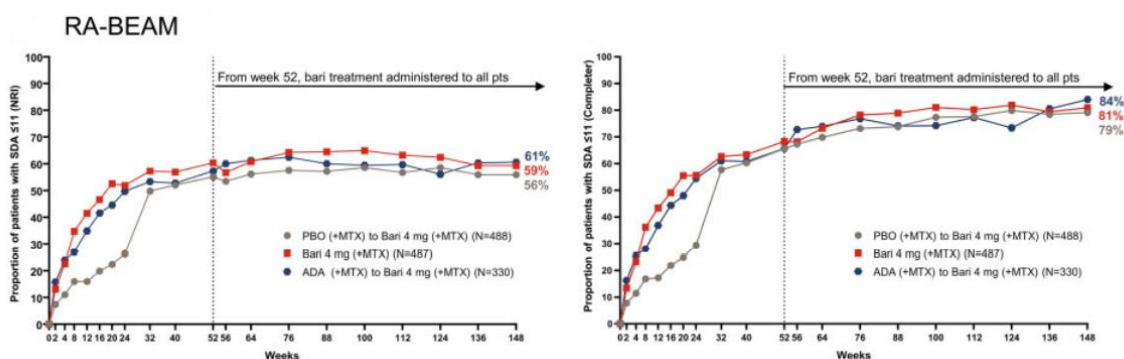 RA-BEAM
Proportion of patients with SDA ≤11 (NRI)
100
90
80
70
60
50
40
30
20
10
0
From week 52, bari treatment administered to all pts
61%
59%
56%
PBO (+MTX) to Bari 4 mg (+MTX) (N=488)
Bari 4 mg (+MTX) (N=487)
ADA (+MTX) to Bari 4 mg (+MTX) (N=330)
0 2 4 8 12 16 20 24 32 40 52 56 64 76 88 100 112 124 136 148
Weeks
Proportion of patients with SDA ≤11 (Completer)
100
90
80
70
60
50
40
30
20
10
0
From week 52, bari treatment administered to all pts
84%
81%
79%
PBO (+MTX) to Bari 4 mg (+MTX) (N=488)
Bari 4 mg (+MTX) (N=487)
ADA (+MTX) to Bari 4 mg (+MTX) (N=330)
0 2 4 8 12 16 20 24 32 40 52 56 64 76 88 100 112 124 136 148
Weeks